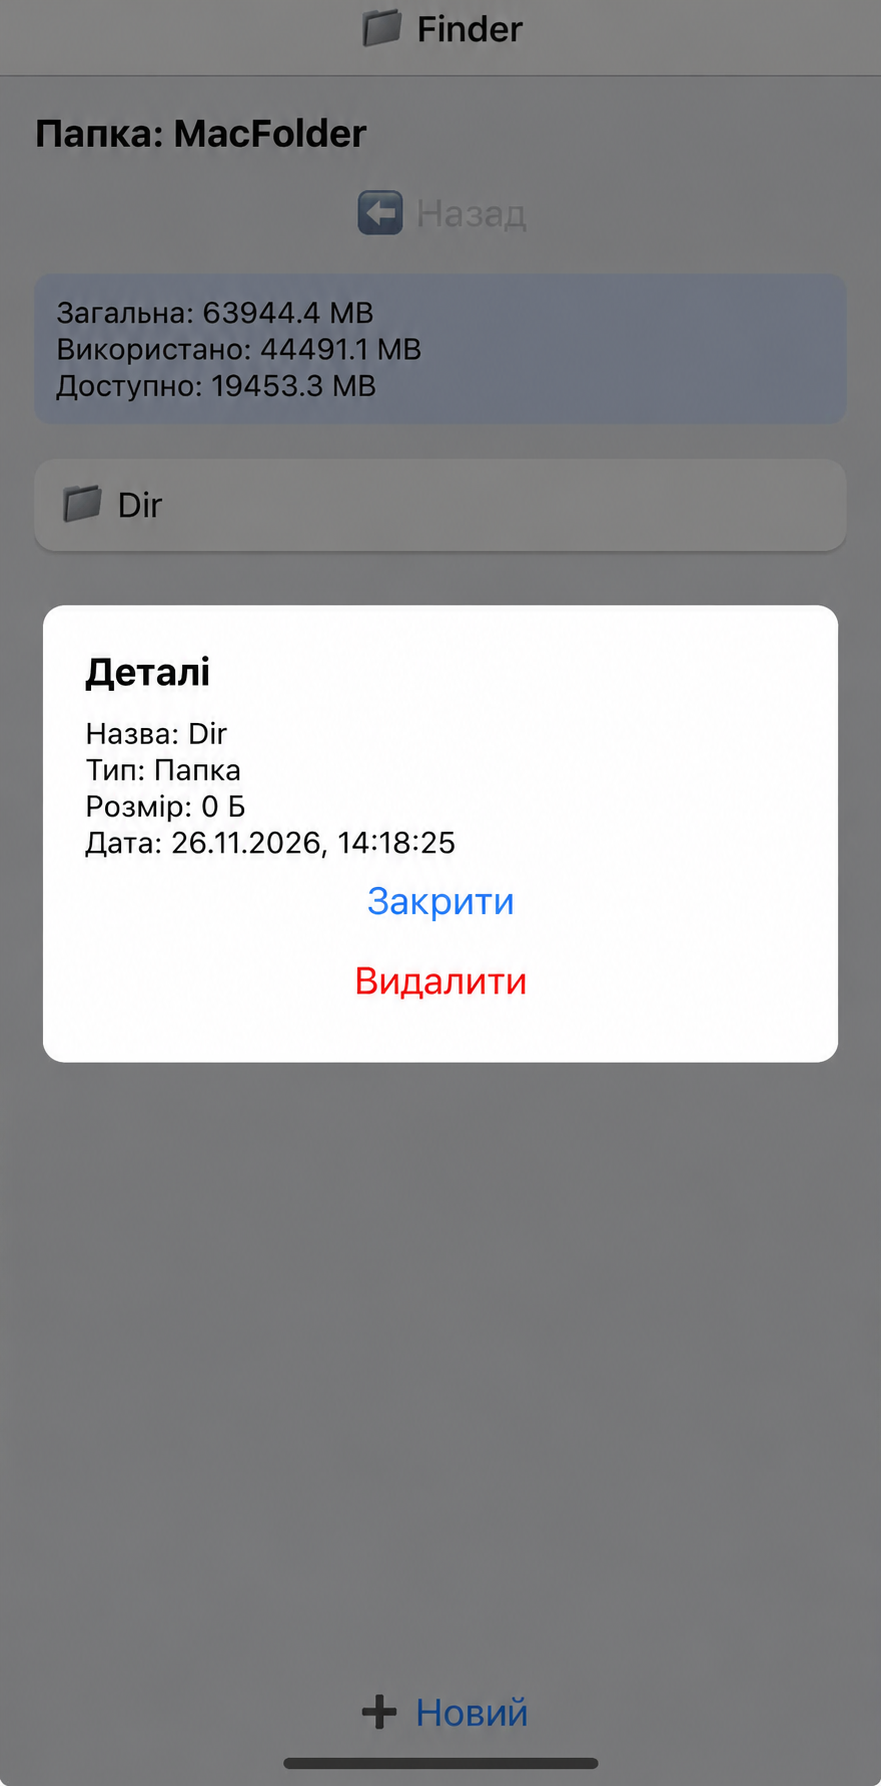 Finder
Папка: MacFolder
Назад
Загальна: 63944.4 MB
Використано: 44491.1 MB
Доступно: 19453.3 MB
Dir
Деталі
Назва: Dir
Тип: Папка
Розмір: 0 Б
Дата: 26.11.2026, 14:18:25
Закрити
Видалити
Новий